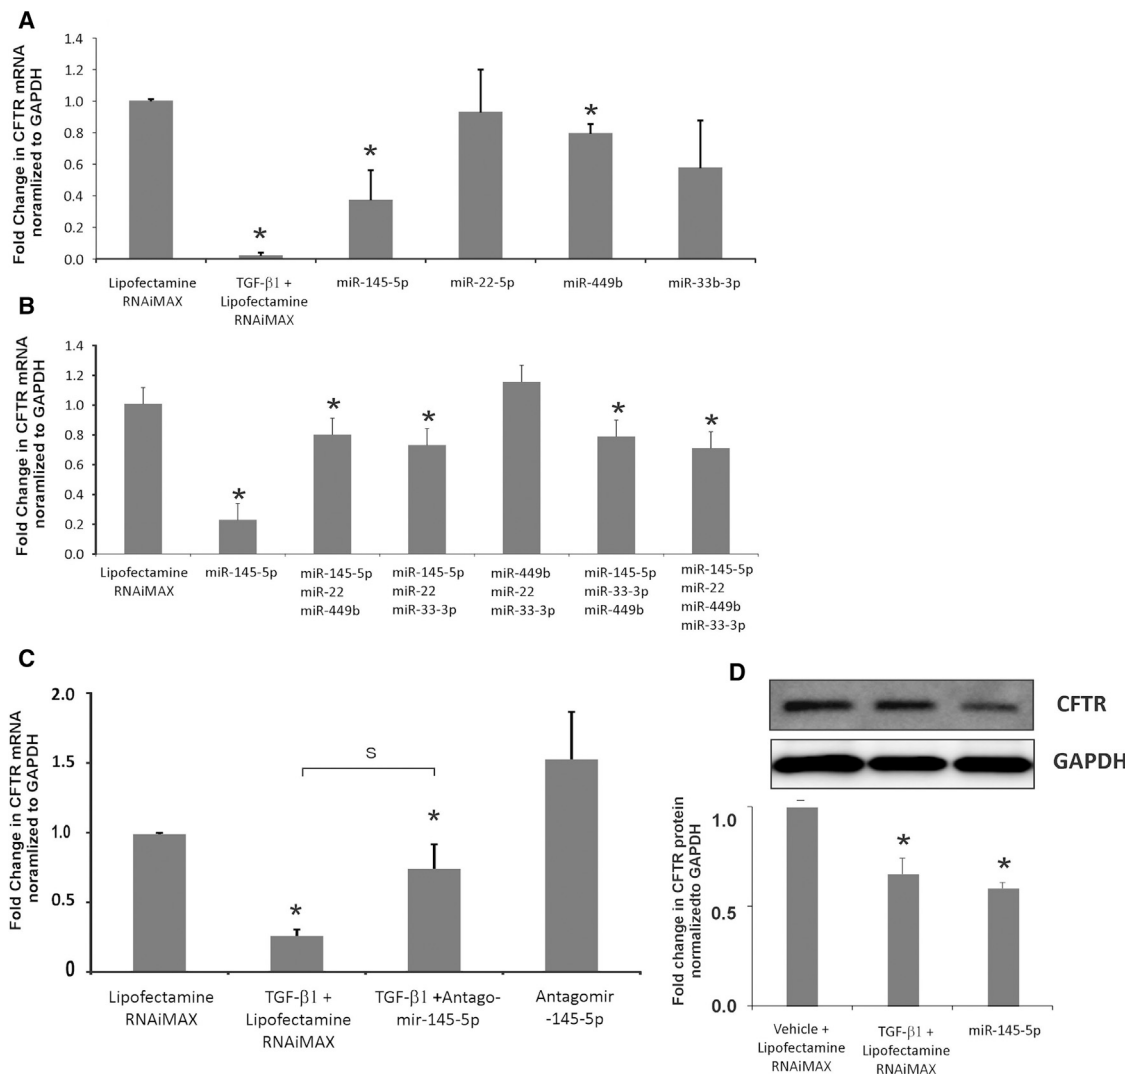 A
Fold Change in CFTR mRNA
noramlized to GAPDH
1.4
1.2
1.0
0.8
0.6
0.4
0.2
0.0
*
*
*
Lipofectamine
RNAiMAX
TGF-β1 +
Lipofectamine
RNAiMAX
miR-145-5p
miR-22-5p
miR-449b
miR-33b-3p
B
Fold Change in CFTR mRNA
noramlized to GAPDH
1.4
1.2
1.0
0.8
0.6
0.4
0.2
0.0
*
*
*
*
*
Lipofectamine
RNAiMAX
miR-145-5p
miR-145-5p
miR-22
miR-449b
miR-145-5p
miR-22
miR-33-3p
miR-449b
miR-22
miR-33-3p
miR-145-5p
miR-33-3p
miR-449b
miR-145-5p
miR-22
miR-449b
miR-33-3p
C
Fold Change in CFTR mRNA
noramlized to GAPDH
2.0
1.5
1.0
0.5
0
S
*
*
Lipofectamine
RNAiMAX
TGF-β1 +
Lipofectamine
RNAiMAX
TGF-β1 +Antago-
mir-145-5p
Antagomir
-145-5p
D
CFTR
GAPDH
Fold change in CFTR protein
normalizedto GAPDH
1.0
0.5
0.0
*
*
Vehicle +
Lipofectamine
RNAiMAX
TGF-β1 +
Lipofectamine
RNAiMAX
miR-145-5p